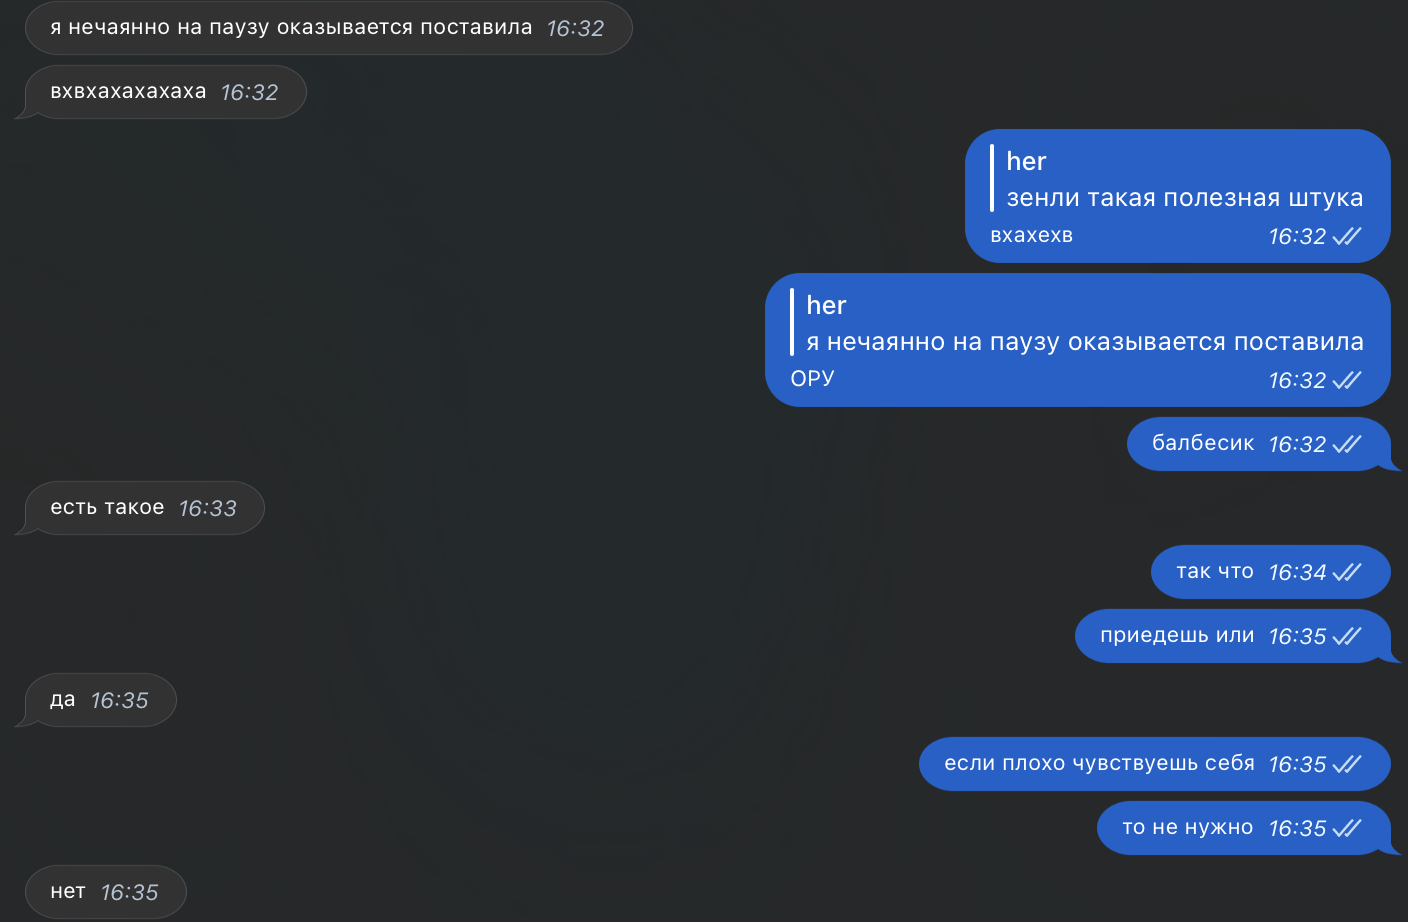 я нечаянно на паузу оказывается поставила 16:32
вхвхахахахаха 16:32
her
зенли такая полезная штука
вхахехв 16:32
her
я нечаянно на паузу оказывается поставила
ОРУ 16:32
балбесик 16:32
есть такое 16:33
так что 16:34
приедешь или 16:35
да 16:35
если плохо чувствуешь себя 16:35
то не нужно 16:35
нет 16:35